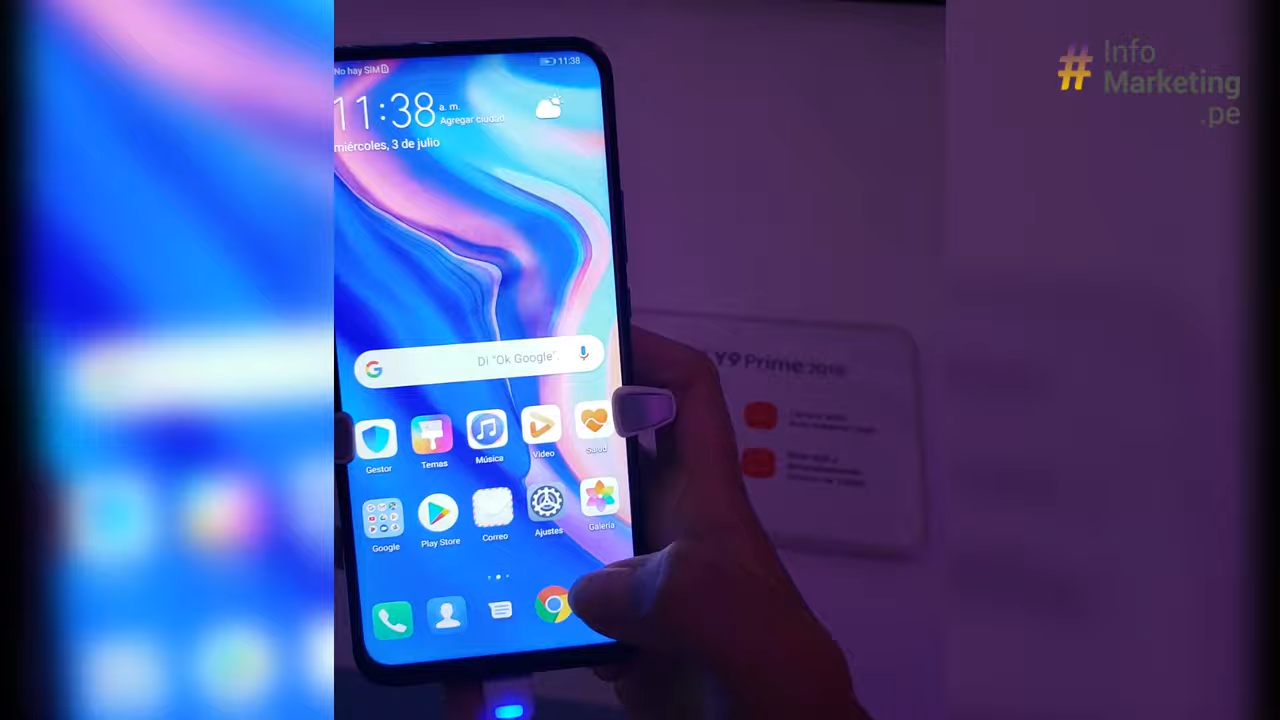 No hay SIM
11:38
11:38
a. m.
Agregar ciudad
miércoles, 3 de julio
Di "Ok Google".
Gestor
Temas
Música
Video
Salud
Google
Play Store
Correo
Ajustes
Galería
Y9 Prime 2019
# Info
Marketing
.pe